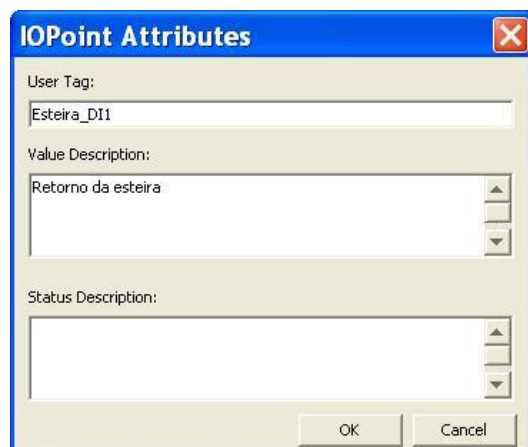 IOPoint Attributes
User Tag:
Esteira_DI1
Value Description:
Retorno da esteira
Status Description:
OK
Cancel